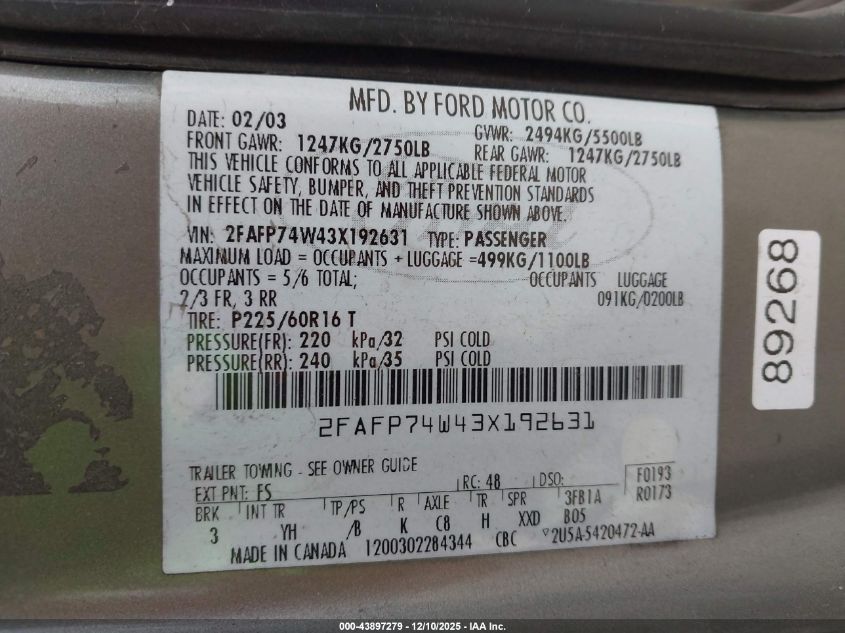 MFD. BY FORD MOTOR CO.
DATE: 02/03 GVWR: 2494KG/5500LB
FRONT GAWR: 1247KG/2750LB REAR GAWR: 1247KG/2750LB
THIS VEHICLE CONFORMS TO ALL APPLICABLE FEDERAL MOTOR
VEHICLE SAFETY, BUMPER, AND THEFT PREVENTION STANDARDS
IN EFFECT ON THE DATE OF MANUFACTURE SHOWN ABOVE.
VIN: 2FAFP74W43X192631 TYPE: PASSENGER
MAXIMUM LOAD = OCCUPANTS + LUGGAGE =499KG/1100LB
OCCUPANTS = 5/6 TOTAL; OCCUPANTS LUGGAGE
2/3 FR, 3 RR 091KG/0200LB
TIRE: P225/60R16 T
PRESSURE(FR): 220 kPa/32 PSI COLD
PRESSURE(RR): 240 kPa/35 PSI COLD
2FAFP74W43X192631
TRAILER TOWING - SEE OWNER GUIDE
EXT PNT: FS RC: 48 DSO: F0193
R0173
BRK INT TR TP/PS R AXLE TR SPR 3FB1A
3 YH /B K C8 H XXD B05
MADE IN CANADA 1200302284344 CBC 2U5A-5420472-AA
89268
000-43897279 - 12/10/2025 - IAA Inc.